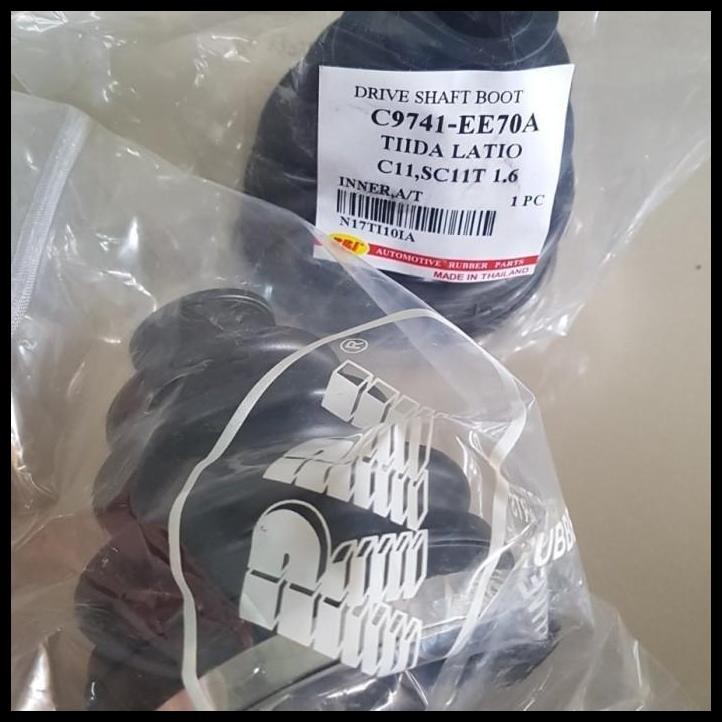 DRIVE SHAFT BOOT
C9741-EE70A
TIIDA LATIO
C11,SC11T 1.6
INNER,A/T 1 PC
N17TI10IA
AUTOMOTIVE RUBBER PARTS
MADE IN THAILAND
®